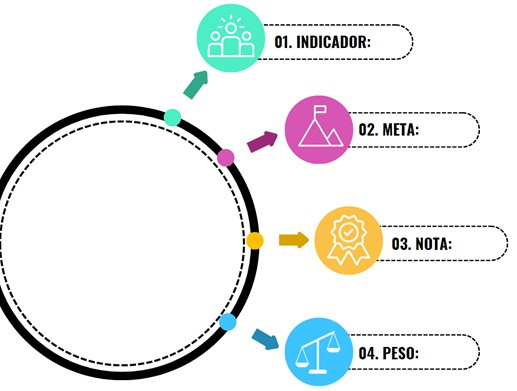 01. INDICADOR:
02. META:
03. NOTA:
04. PESO: